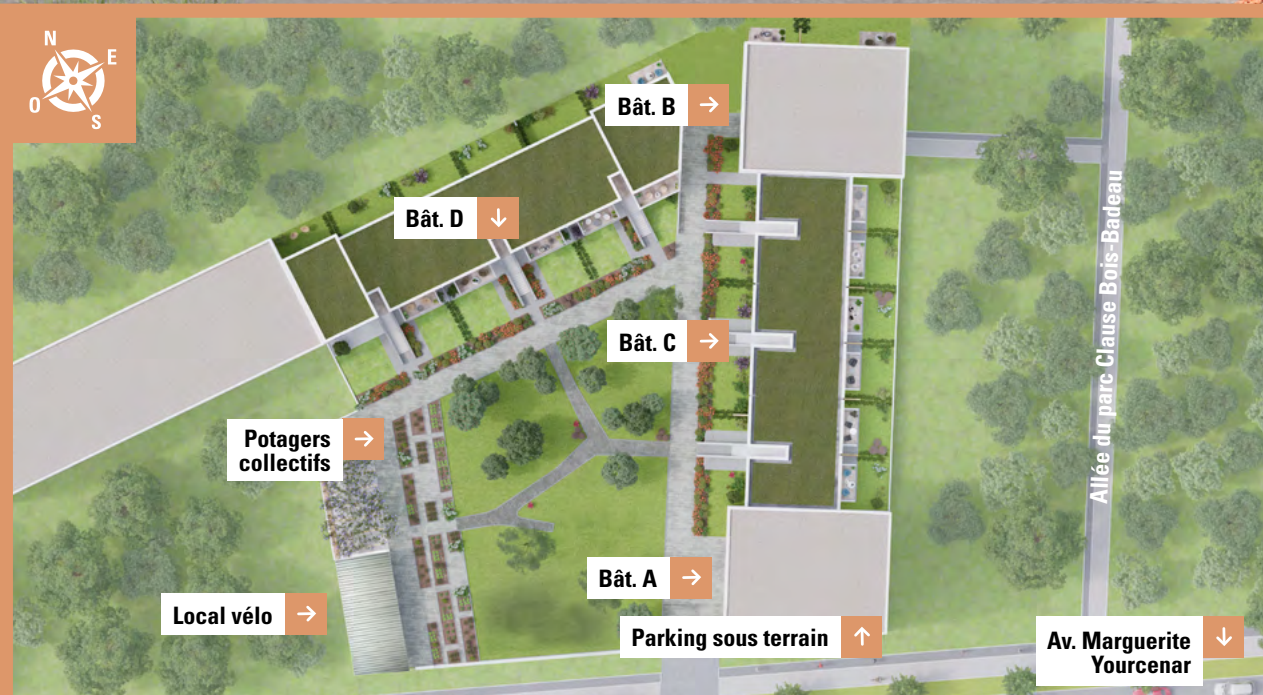 N
E
O
S
Bât. B
Bât. D
Bât. C
Allée du parc Clause Bois-Badeau
Potagers
collectifs
Bât. A
Local vélo
Parking sous terrain
Av. Marguerite
Yourcenar